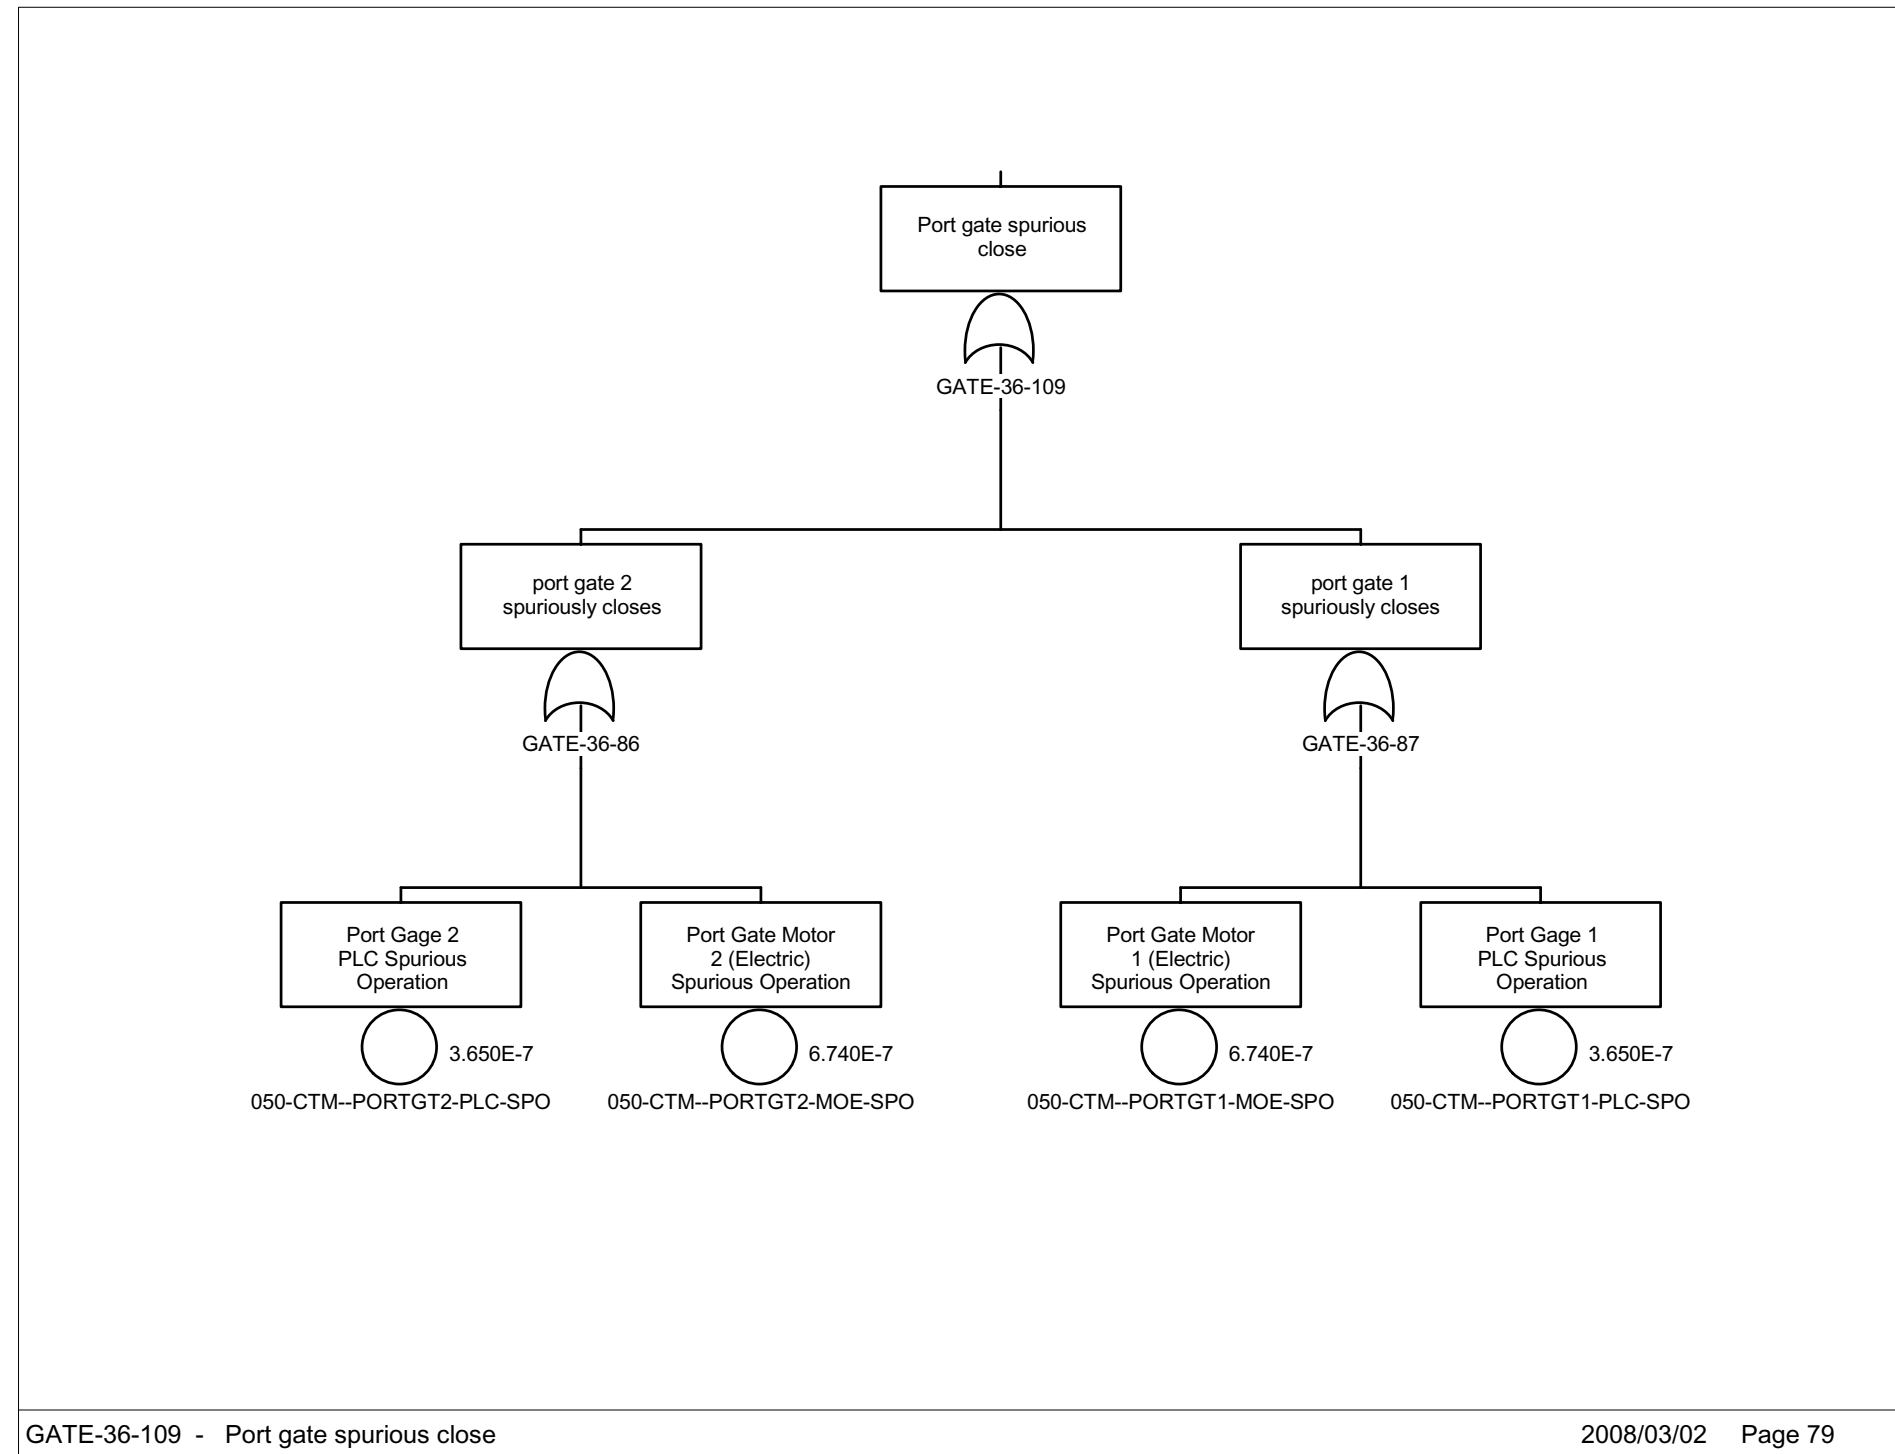 Port gate spurious
close
GATE-36-109
port gate 2
spuriously closes
GATE-36-86
port gate 1
spuriously closes
GATE-36-87
Port Gage 2
PLC Spurious
Operation
3.650E-7
050-CTM--PORTGT2-PLC-SPO
Port Gate Motor
2 (Electric)
Spurious Operation
6.740E-7
050-CTM--PORTGT2-MOE-SPO
Port Gate Motor
1 (Electric)
Spurious Operation
6.740E-7
050-CTM--PORTGT1-MOE-SPO
Port Gage 1
PLC Spurious
Operation
3.650E-7
050-CTM--PORTGT1-PLC-SPO
GATE-36-109 - Port gate spurious close
2008/03/02 Page 79